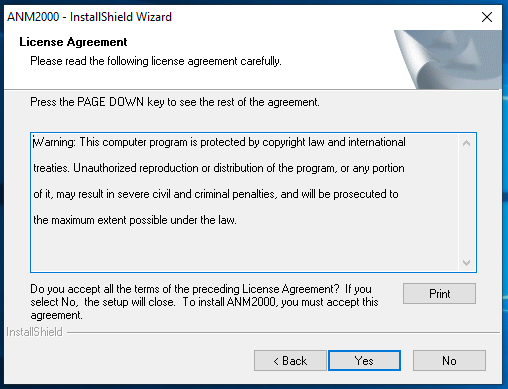 ANM2000 - InstallShield Wizard
License Agreement
Please read the following license agreement carefully.
Press the PAGE DOWN key to see the rest of the agreement.
Warning: This computer program is protected by copyright law and international
treaties. Unauthorized reproduction or distribution of the program, or any portion
of it, may result in severe civil and criminal penalties, and will be prosecuted to
the maximum extent possible under the law.
Do you accept all the terms of the preceding License Agreement? If you
select No, the setup will close. To install ANM2000, you must accept this
agreement.
Print
InstallShield
< Back
Yes
No